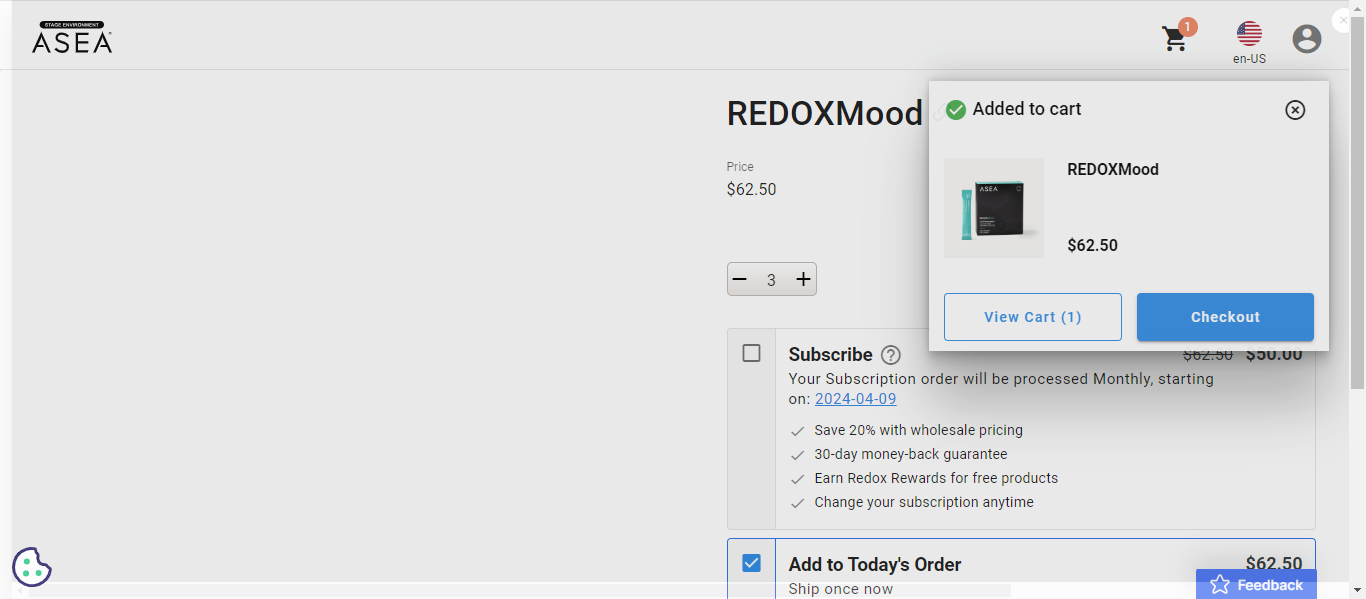 STAGE ENVIRONMENT
ASEA
1
en-US
REDOXMood
Price
$62.50
3
Added to cart
REDOXMood
ASEA
$62.50
View Cart (1)
Checkout
Subscribe
$62.50 $50.00
Your Subscription order will be processed Monthly, starting
on: 2024-04-09
Save 20% with wholesale pricing
30-day money-back guarantee
Earn Redox Rewards for free products
Change your subscription anytime
Add to Today's Order
$62.50
Ship once now
Feedback